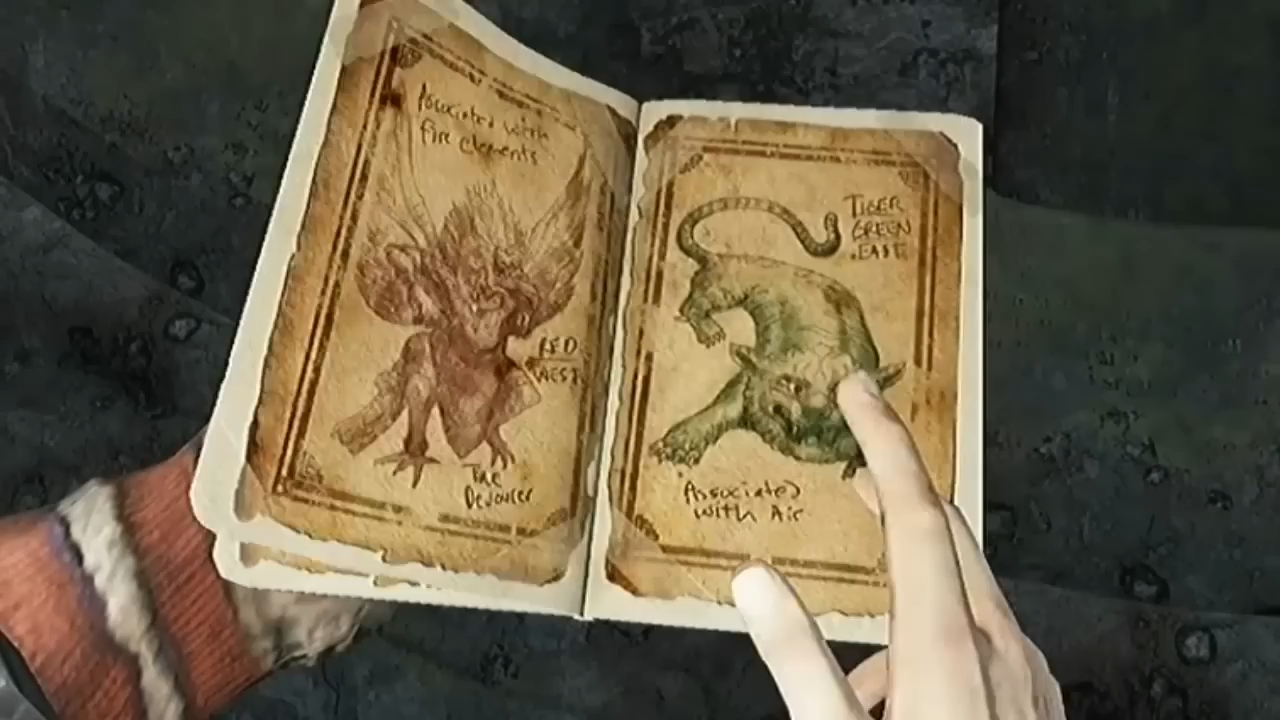 Associated with
fire elements
RED
WEST
THE
Devourer
TIGER
GREEN
EAST
Associated
with Air